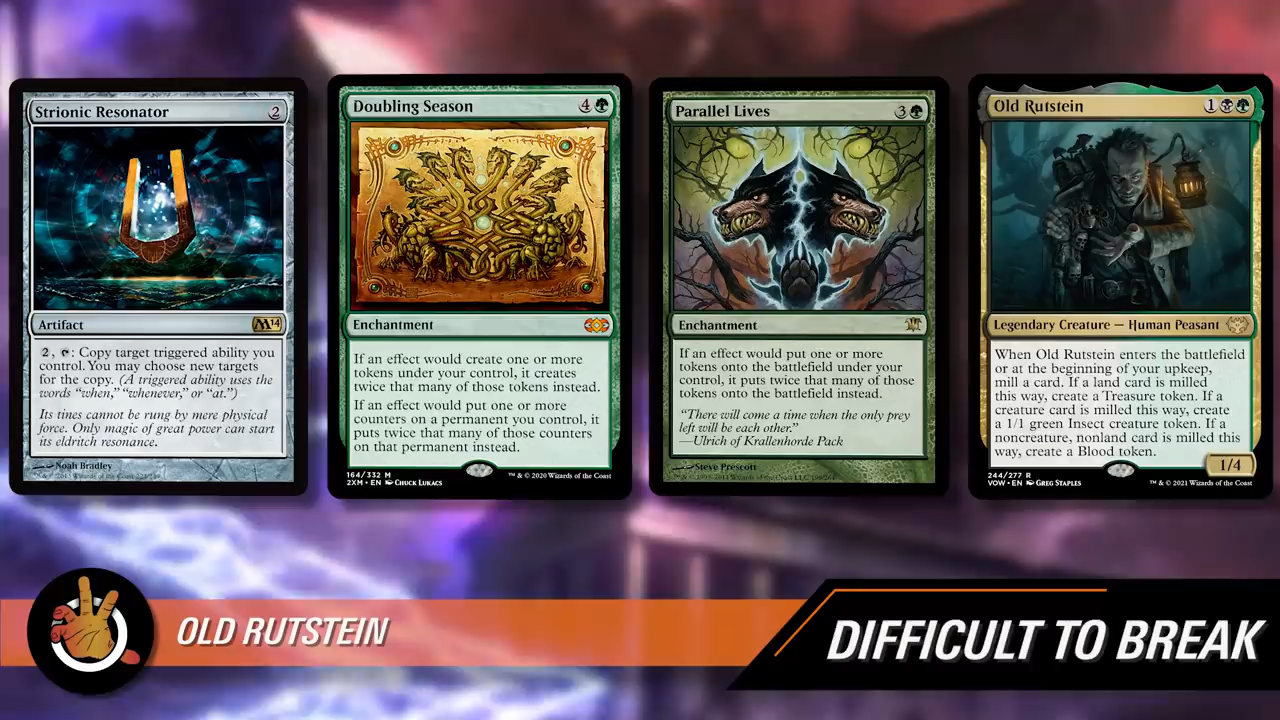 Strionic Resonator 2
Artifact M14
2, T: Copy target triggered ability you
control. You may choose new targets
for the copy. (A triggered ability uses the
words “when,” “whenever,” or “at.”)
Its tines cannot be rung by mere physical
force. Only magic of great power can start
its eldritch resonance.
Noah Bradley
Doubling Season 4
Enchantment
If an effect would create one or more
tokens under your control, it creates
twice that many of those tokens instead.
If an effect would put one or more
counters on a permanent you control, it
puts twice that many of those counters
on that permanent instead.
164/332 M
2XM • EN Chuck Lukacs
™ & © 2020 Wizards of the Coast
Parallel Lives 3
Enchantment
If an effect would put one or more
tokens onto the battlefield under your
control, it puts twice that many of those
tokens onto the battlefield instead.
“There will come a time when the only prey
left will be each other.”
—Ulrich of Krallenhorde Pack
Steve Prescott
Old Rutstein 1
Legendary Creature — Human Peasant
When Old Rutstein enters the battlefield
or at the beginning of your upkeep,
mill a card. If a land card is milled
this way, create a Treasure token. If a
creature card is milled this way, create
a 1/1 green Insect creature token. If a
noncreature, nonland card is milled this
way, create a Blood token.
1/4
244/277 R
VOW • EN Greg Staples
™ & © 2021 Wizards of the Coast
OLD RUTSTEIN
DIFFICULT TO BREAK